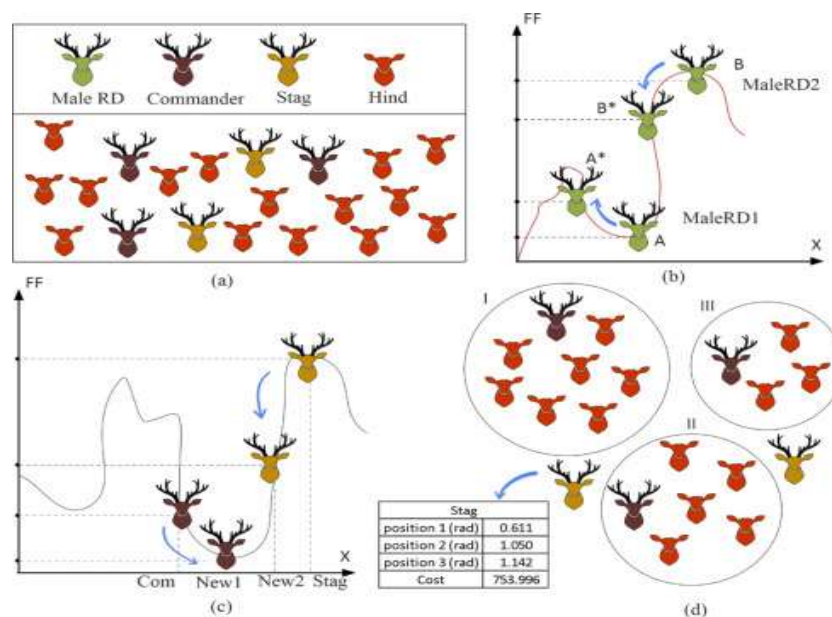 Male RD Commander Stag Hind
(a)
FF
B
MaleRD2
B*
A*
MaleRD1
A
X
(b)
FF
X
Com New1 New2 Stag
(c)
I
III
II
Stag
position 1 (rad) 0.611
position 2 (rad) 1.050
position 3 (rad) 1.142
Cost 753.996
(d)